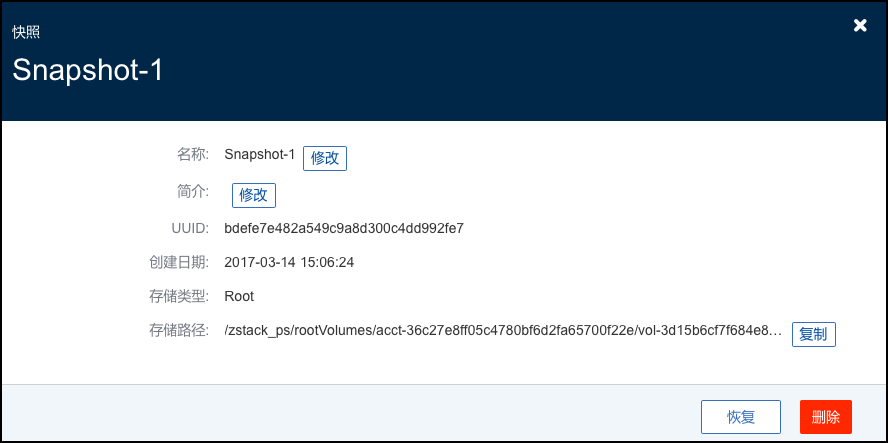 快照
Snapshot-1
名称: Snapshot-1 修改
简介: 修改
UUID: bdefe7e482a549c9a8d300c4dd992fe7
创建日期: 2017-03-14 15:06:24
存储类型: Root
存储路径: /zstack_ps/rootVolumes/acct-36c27e8ff05c4780bf6d2fa65700f22e/vol-3d15b6cf7f684e8... 复制
恢复 删除